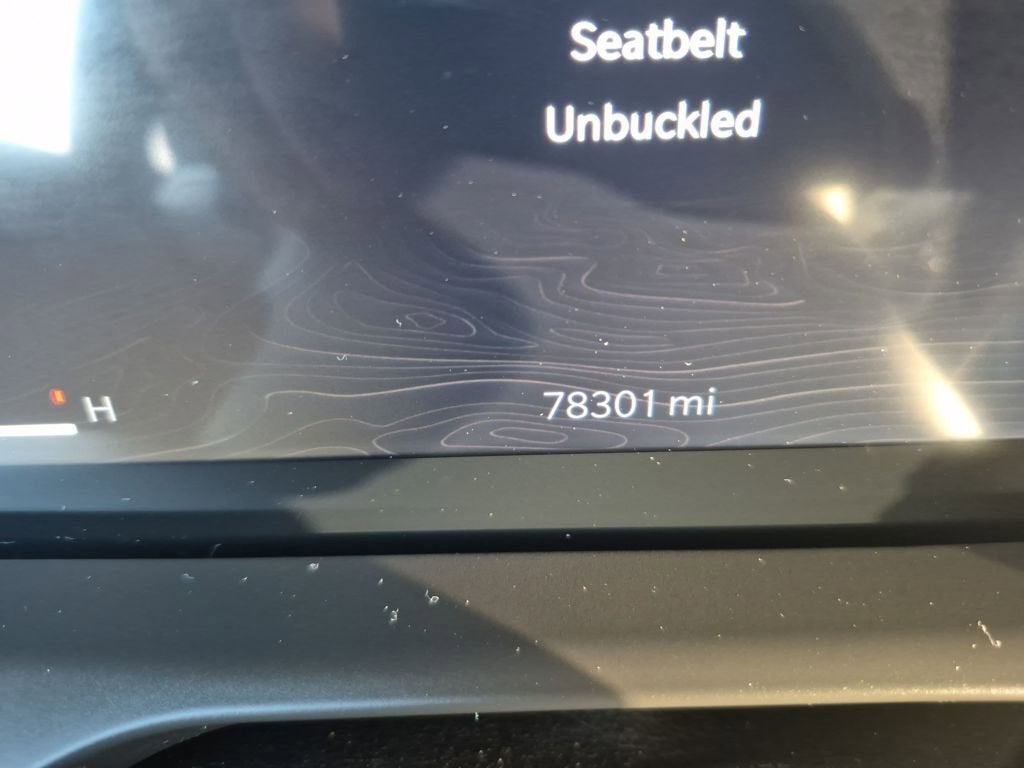 Seatbelt
Unbuckled
H
78301 mi